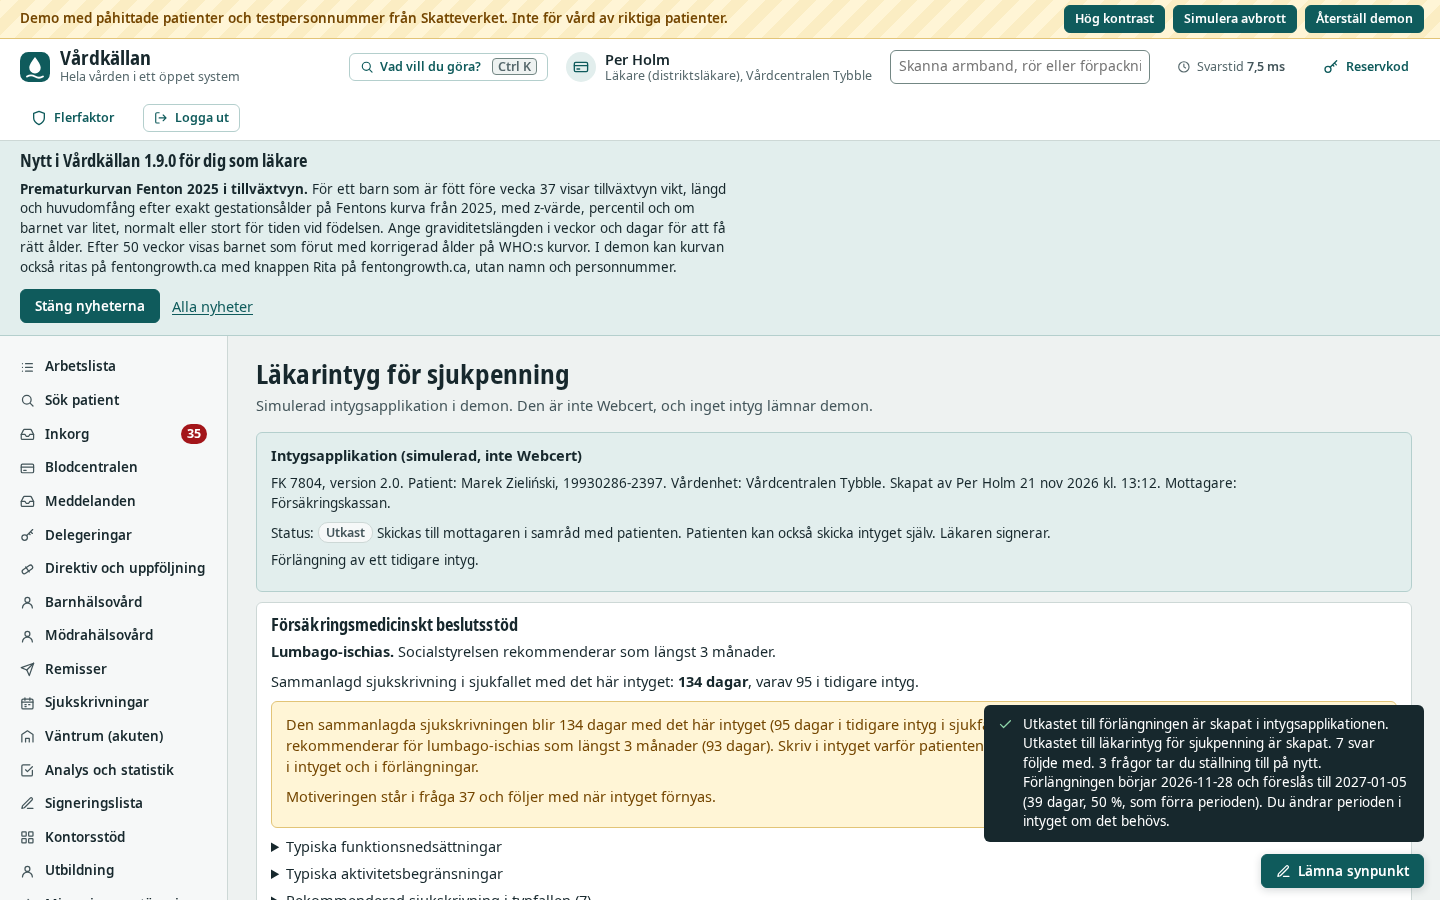 Demo med påhittade patienter och testpersonnummer från Skatteverket. Inte för vård av riktiga patienter.
Hög kontrast
Simulera avbrott
Återställ demon
Vårdkällan
Hela vården i ett öppet system
Vad vill du göra? Ctrl K
Per Holm
Läkare (distriktsläkare), Vårdcentralen Tybble
Skanna armband, rör eller förpackni
Svarstid 7,5 ms
Reservkod
Flerfaktor
Logga ut
Nytt i Vårdkällan 1.9.0 för dig som läkare
Prematurkurvan Fenton 2025 i tillväxtvyn. För ett barn som är fött före vecka 37 visar tillväxtvyn vikt, längd
och huvudomfång efter exakt gestationsålder på Fentons kurva från 2025, med z-värde, percentil och om
barnet var litet, normalt eller stort för tiden vid födelsen. Ange graviditetslängden i veckor och dagar för att få
rätt ålder. Efter 50 veckor visas barnet som förut med korrigerad ålder på WHO:s kurvor. I demon kan kurvan
också ritas på fentongrowth.ca med knappen Rita på fentongrowth.ca, utan namn och personnummer.
Stäng nyheterna
Alla nyheter
Arbetslista
Sök patient
Inkorg 35
Blodcentralen
Meddelanden
Delegeringar
Direktiv och uppföljning
Barnhälsovård
Mödrahälsovård
Remisser
Sjukskrivningar
Väntrum (akuten)
Analys och statistik
Signeringslista
Kontorsstöd
Utbildning
Läkarintyg för sjukpenning
Simulerad intygsapplikation i demon. Den är inte Webcert, och inget intyg lämnar demon.
Intygsapplikation (simulerad, inte Webcert)
FK 7804, version 2.0. Patient: Marek Zieliński, 19930286-2397. Vårdenhet: Vårdcentralen Tybble. Skapat av Per Holm 21 nov 2026 kl. 13:12. Mottagare:
Försäkringskassan.
Status: Utkast Skickas till mottagaren i samråd med patienten. Patienten kan också skicka intyget själv. Läkaren signerar.
Förlängning av ett tidigare intyg.
Försäkringsmedicinskt beslutsstöd
Lumbago-ischias. Socialstyrelsen rekommenderar som längst 3 månader.
Sammanlagd sjukskrivning i sjukfallet med det här intyget: 134 dagar, varav 95 i tidigare intyg.
Den sammanlagda sjukskrivningen blir 134 dagar med det här intyget (95 dagar i tidigare intyg i sjukf
rekommenderar för lumbago-ischias som längst 3 månader (93 dagar). Skriv i intyget varför patienten
i intyget och i förlängningar.
Motiveringen står i fråga 37 och följer med när intyget förnyas.
Typiska funktionsnedsättningar
Typiska aktivitetsbegränsningar
Rekommenderad sjukskrivning i typfallen (7)
Utkastet till förlängningen är skapat i intygsapplikationen.
Utkastet till läkarintyg för sjukpenning är skapat. 7 svar
följde med. 3 frågor tar du ställning till på nytt.
Förlängningen börjar 2026-11-28 och föreslås till 2027-01-05
(39 dagar, 50 %, som förra perioden). Du ändrar perioden i
intyget om det behövs.
Lämna synpunkt